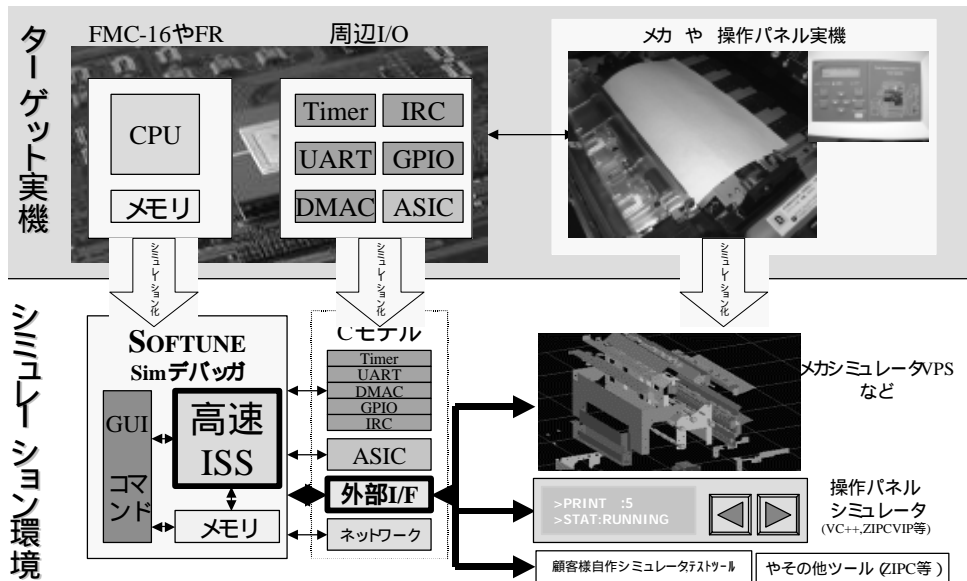 ターゲット実機
FMC-16やFR
周辺I/O
メカ や 操作パネル実機
CPU
メモリ
Timer
IRC
UART
GPIO
DMAC
ASIC
シミュレーション化
シミュレーション化
シミュレーション化
シミュレーション環境
SOFTUNE
Simデバッガ
GUI
コマンド
高速
ISS
メモリ
Cモデル
Timer
UART
DMAC
GPIO
IRC
ASIC
外部I/F
ネットワーク
メカシミュレータVPS
など
>PRINT :5
>STAT:RUNNING
操作パネル
シミュレータ
(VC++,ZIPCVIP等)
顧客様自作シミュレータテストツール
やその他ツール (ZIPC等 )